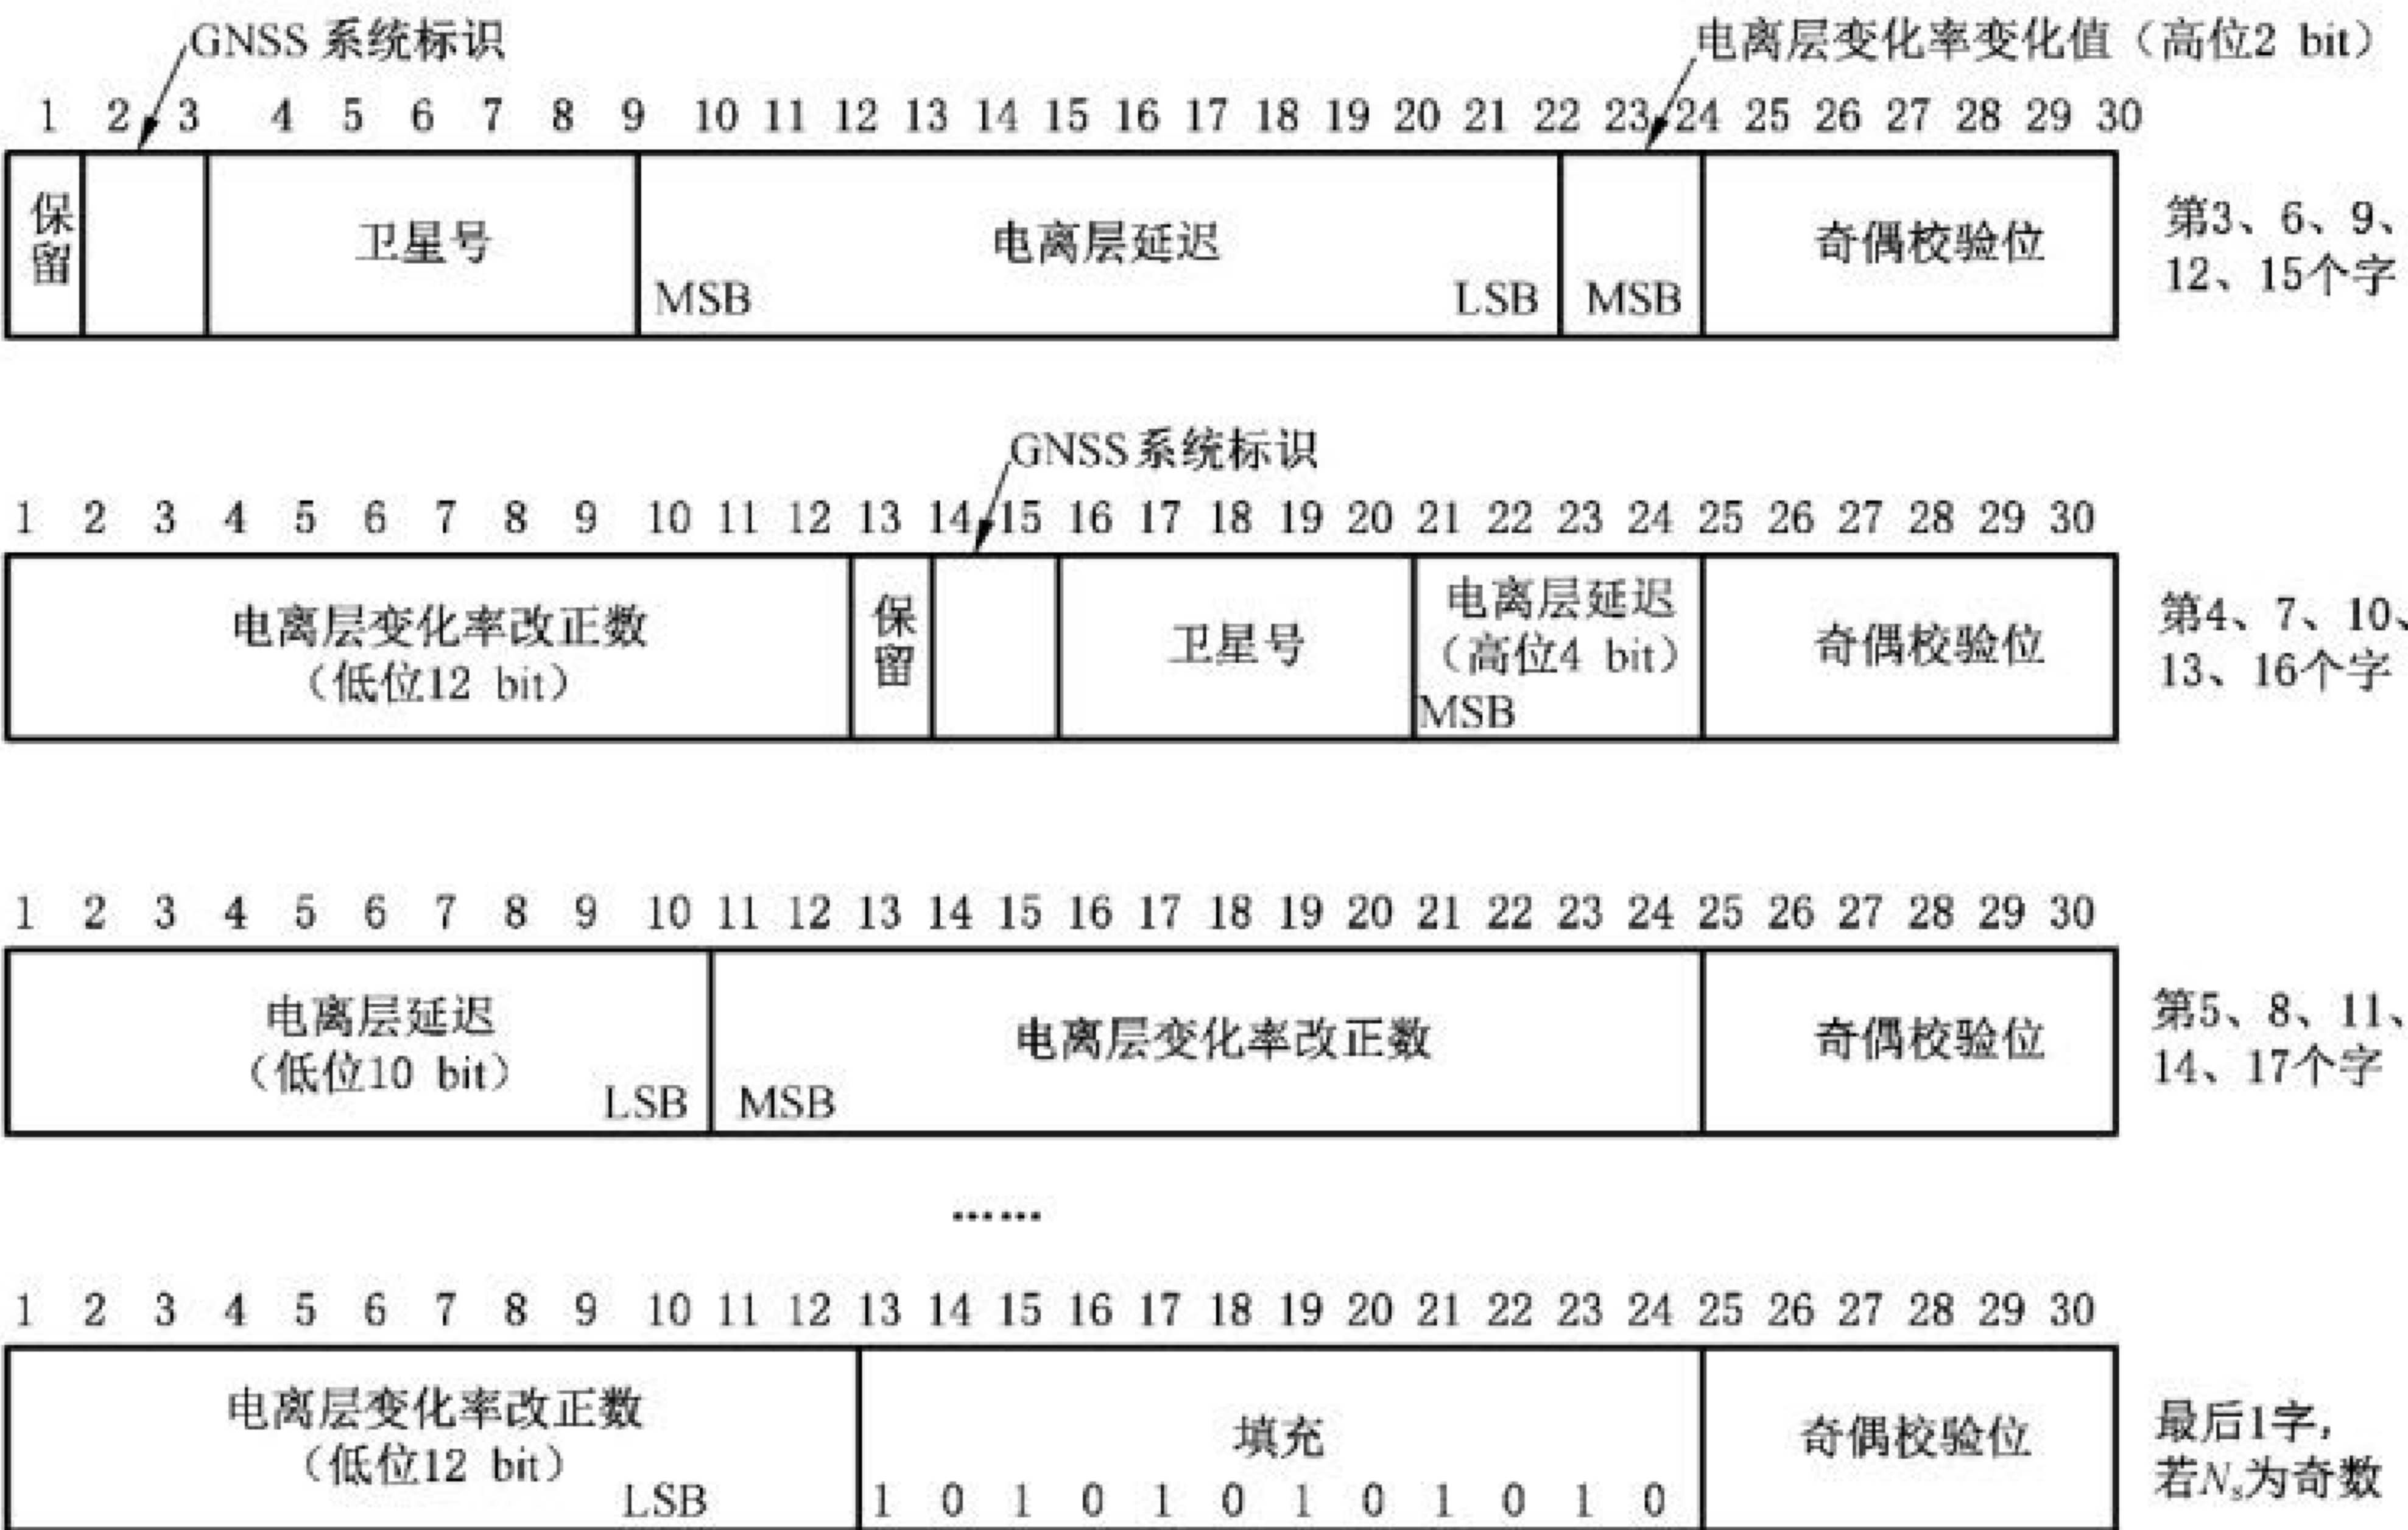 GNSS 系统标识
电离层变化率变化值（高位2 bit）
1 2 3 4 5 6 7 8 9 10 11 12 13 14 15 16 17 18 19 20 21 22 23 24 25 26 27 28 29 30
保留
卫星号
电离层延迟
MSB
LSB
MSB
奇偶校验位
第3、6、9、
12、15个字
GNSS系统标识
1 2 3 4 5 6 7 8 9 10 11 12 13 14 15 16 17 18 19 20 21 22 23 24 25 26 27 28 29 30
电离层变化率改正数
（低位12 bit）
保留
卫星号
电离层延迟
（高位4 bit）
MSB
奇偶校验位
第4、7、10、
13、16个字
1 2 3 4 5 6 7 8 9 10 11 12 13 14 15 16 17 18 19 20 21 22 23 24 25 26 27 28 29 30
电离层延迟
（低位10 bit）
LSB
电离层变化率改正数
MSB
奇偶校验位
第5、8、11、
14、17个字
……
1 2 3 4 5 6 7 8 9 10 11 12 13 14 15 16 17 18 19 20 21 22 23 24 25 26 27 28 29 30
电离层变化率改正数
（低位12 bit）
LSB
填充
1 0 1 0 1 0 1 0 1 0 1 0
奇偶校验位
最后1字，
若Ns为奇数